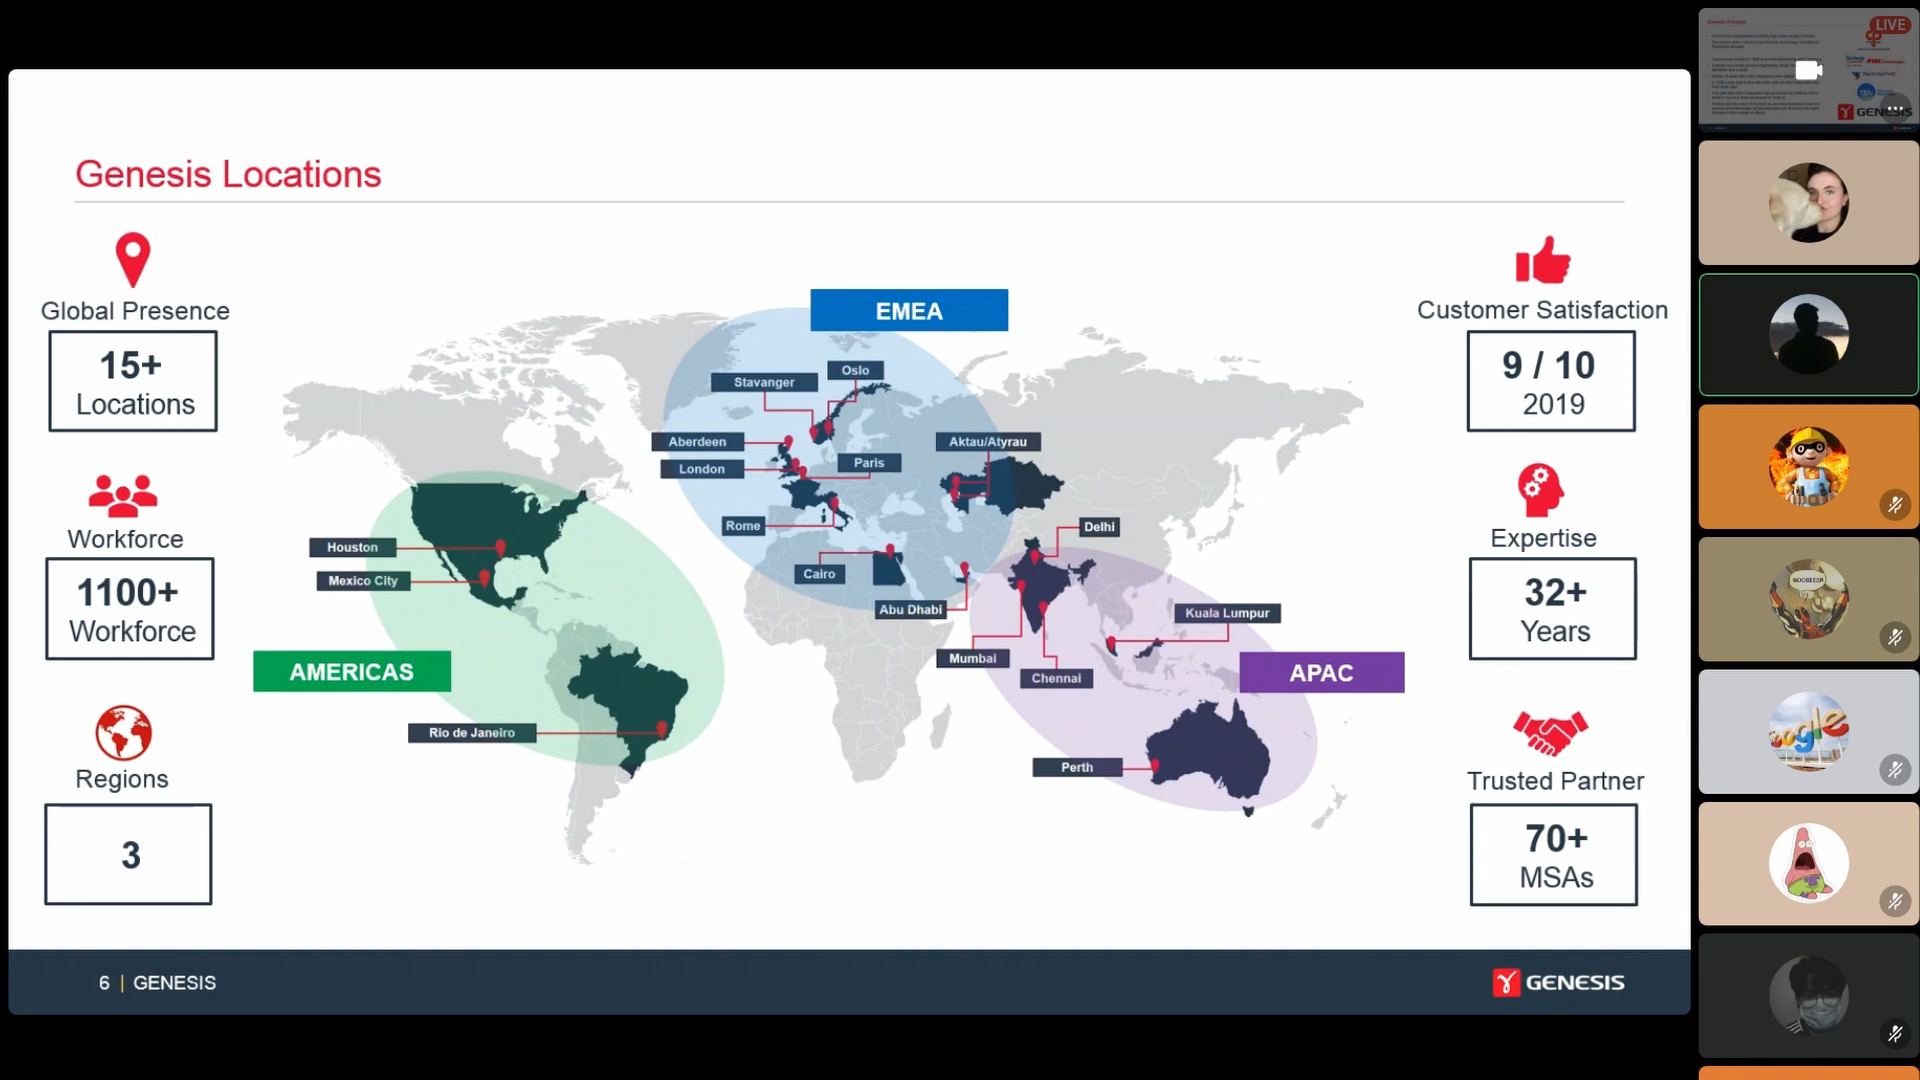 Genesis Locations
Global Presence
15+
Locations
Workforce
1100+
Workforce
Regions
3
EMEA
Oslo
Stavanger
Aberdeen
London
Paris
Aktau/Atyrau
Rome
Cairo
Abu Dhabi
Houston
Mexico City
AMERICAS
Rio de Janeiro
Delhi
Kuala Lumpur
Mumbai
Chennai
APAC
Perth
Customer Satisfaction
9 / 10
2019
Expertise
32+
Years
Trusted Partner
70+
MSAs
6 | GENESIS
GENESIS
LIVE
GENESIS